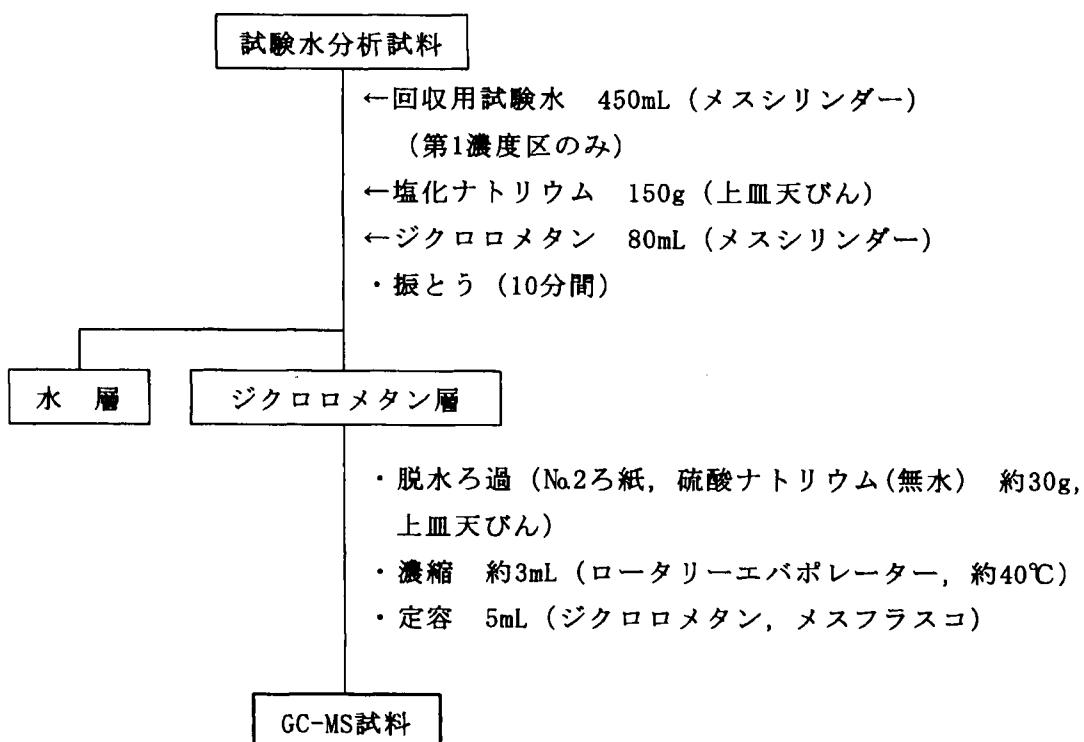 試験水分析試料
←回収用試験水 450mL (メスシリンダー)
(第1濃度区のみ)
←塩化ナトリウム 150g (上皿天びん)
←ジクロロメタン 80mL (メスシリンダー)
・振とう (10分間)
水 層
ジクロロメタン層
・脱水ろ過 (№2ろ紙, 硫酸ナトリウム(無水) 約30g,
上皿天びん)
・濃縮 約3mL (ロータリーエバポレーター, 約40℃)
・定容 5mL (ジクロロメタン, メスフラスコ)
GC-MS試料